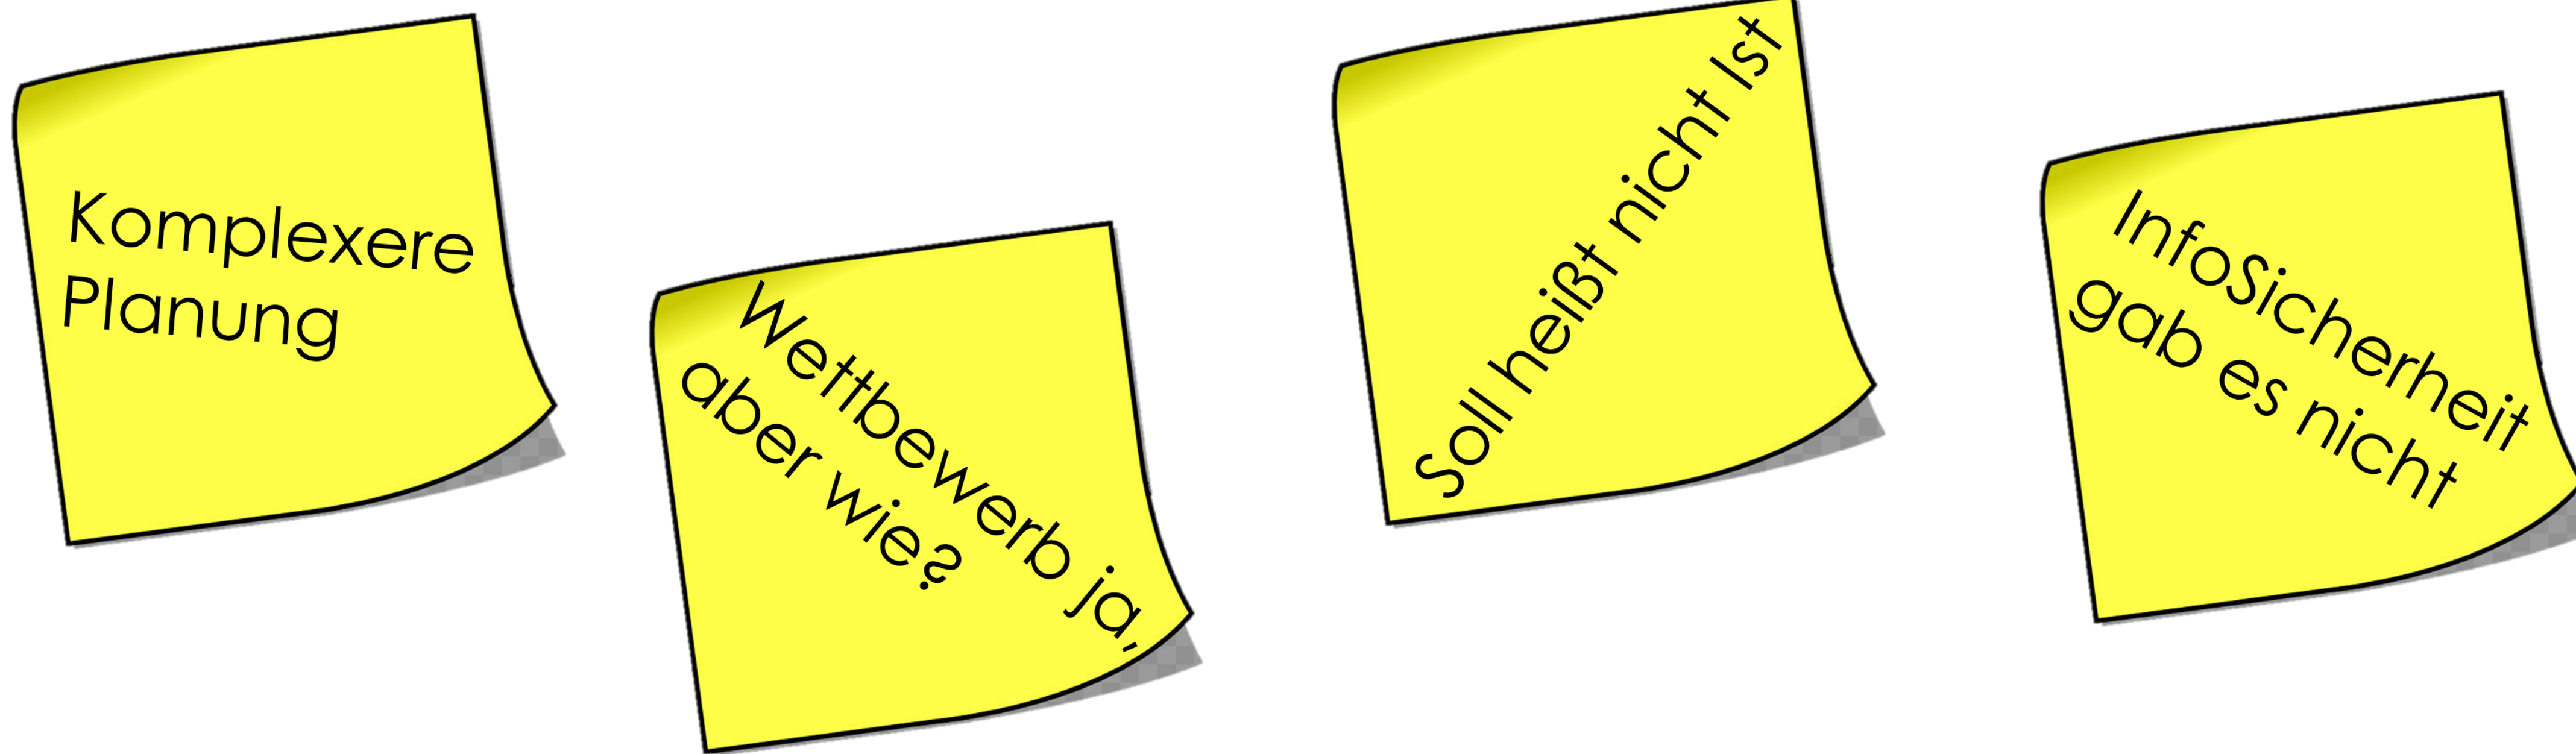 Komplexere
Planung
Wettbewerb ja,
aber wie?
Soll heißt nicht Ist
InfoSicherheit
gab es nicht